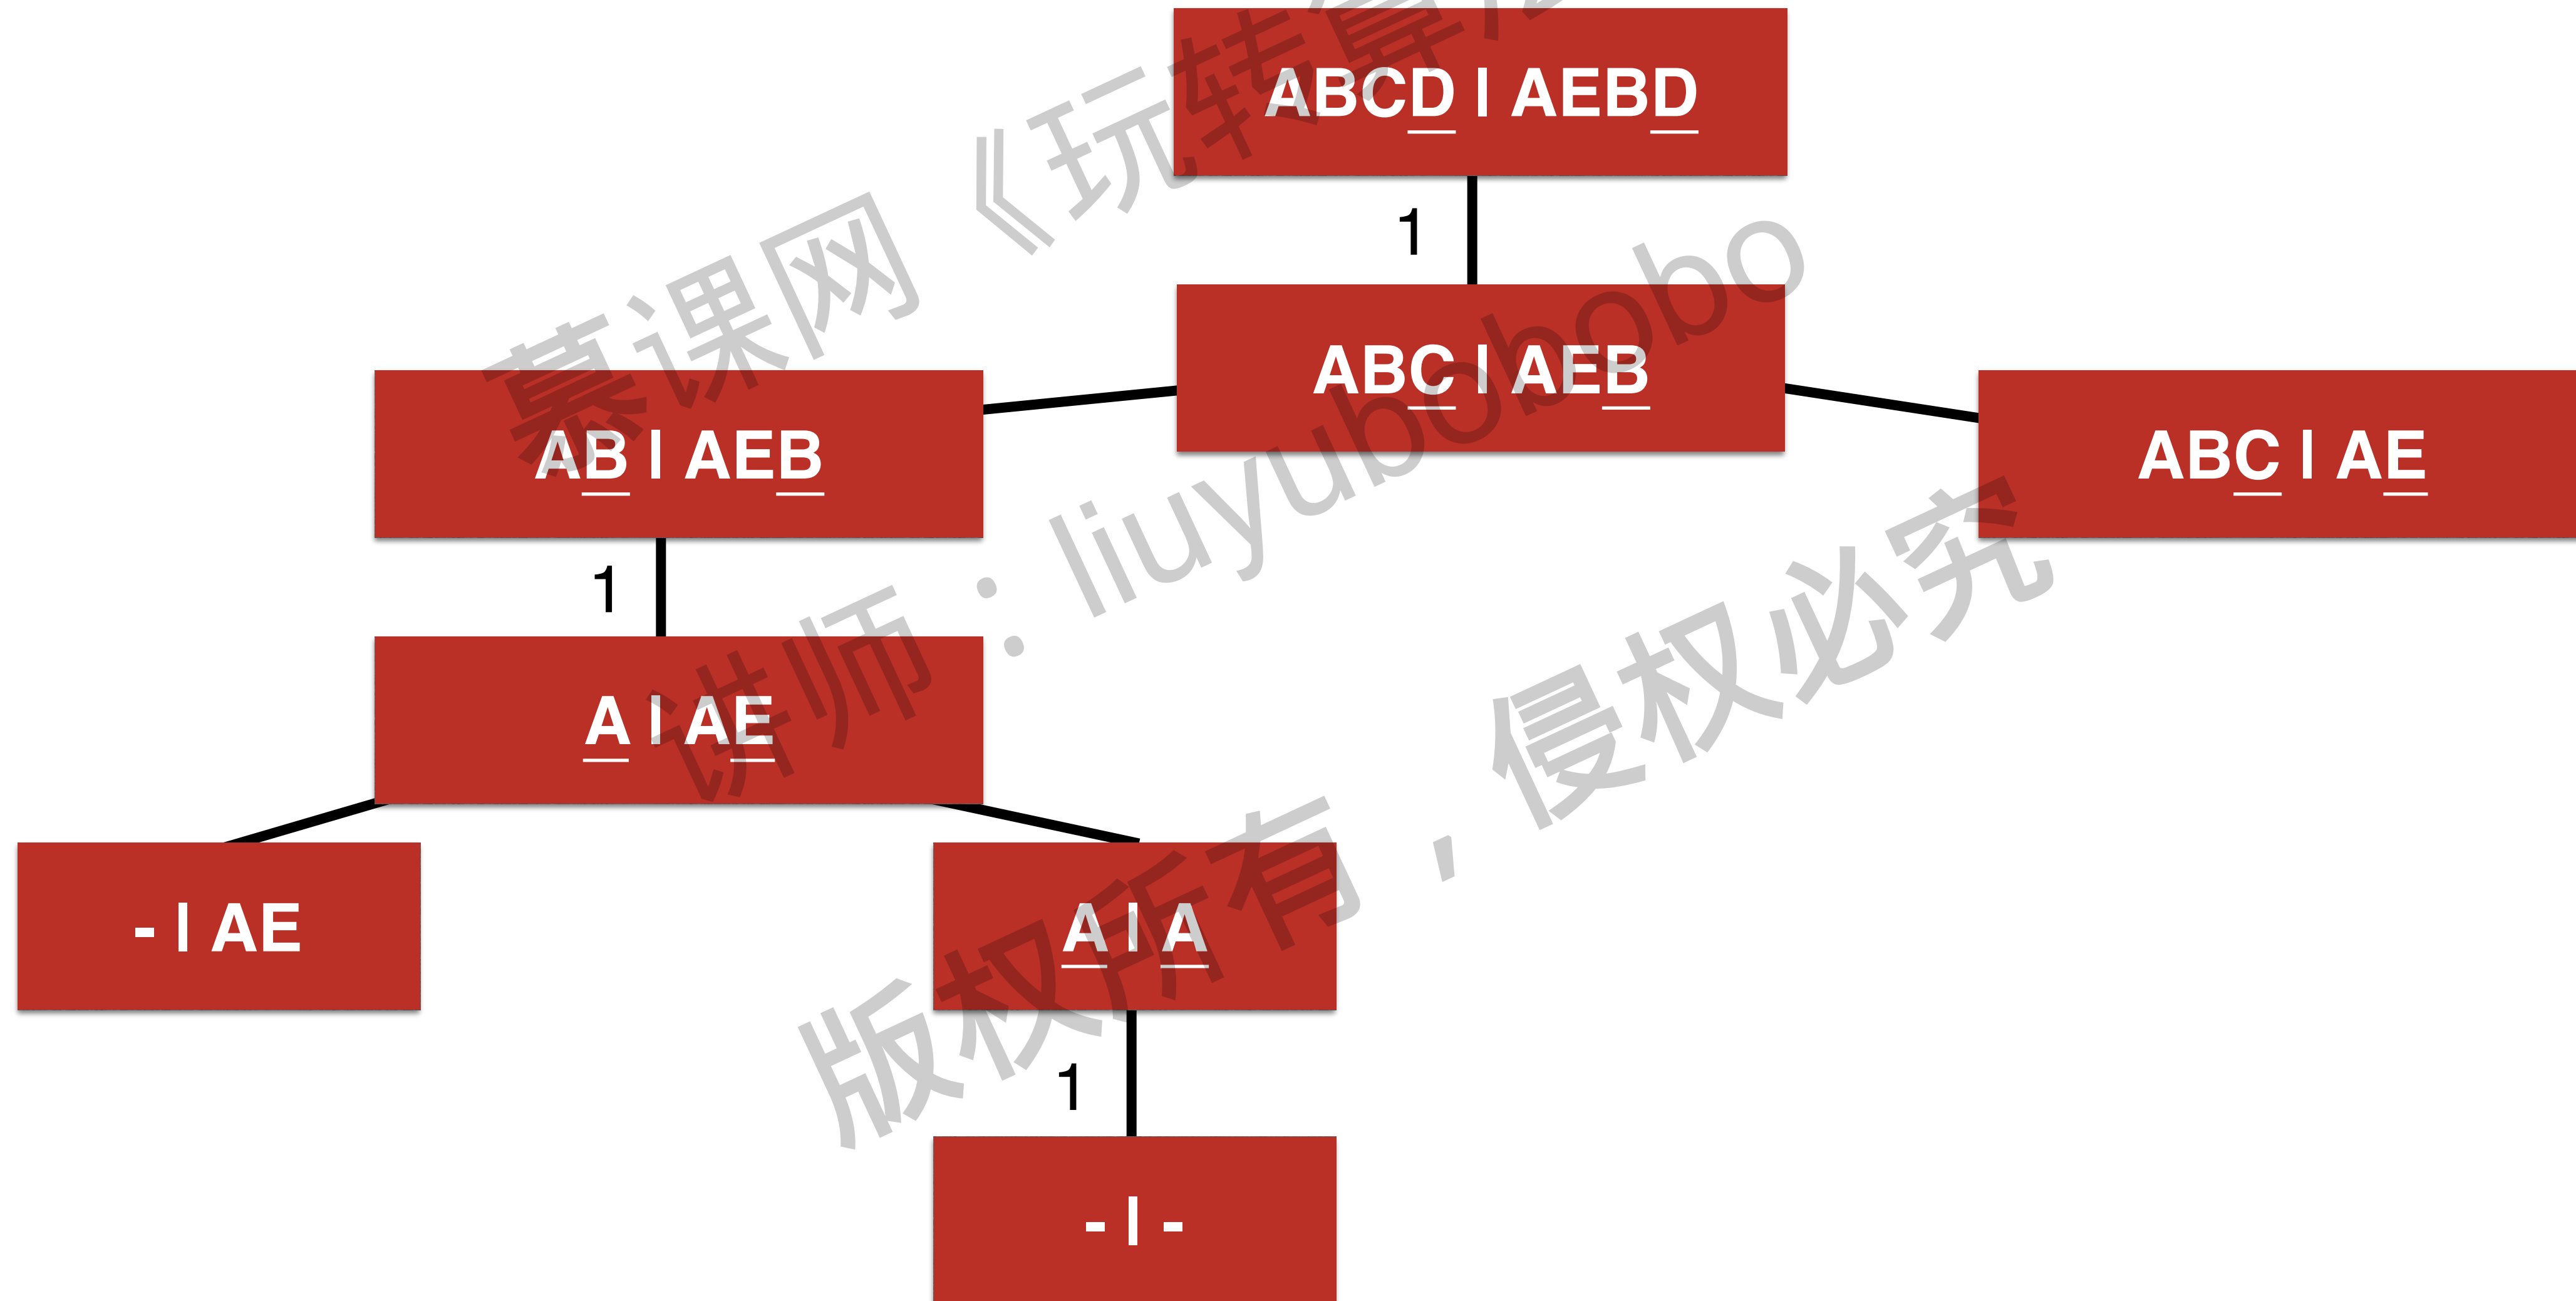 ABCD | AEBD
1
ABC | AEB
AB | AEB
ABC | AE
1
A | AE
- | AE
A | A
1
- | -
慕课网《玩转算
讲师：liuyubobobo
版权所有，侵权必究